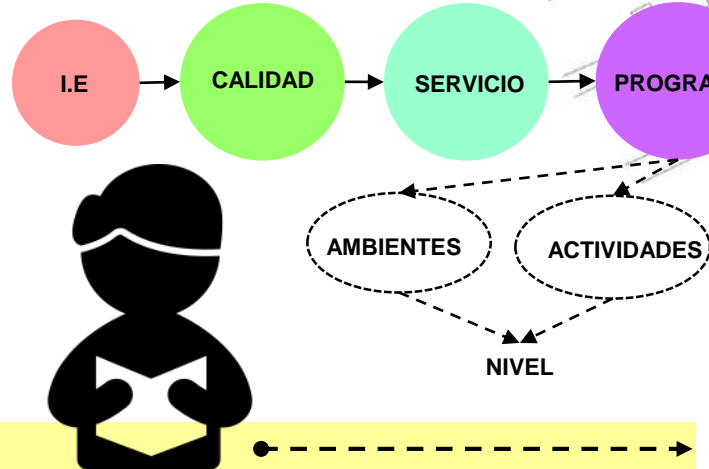 I.E
CALIDAD
SERVICIO
PROGRA
AMBIENTES
ACTIVIDADES
NIVEL